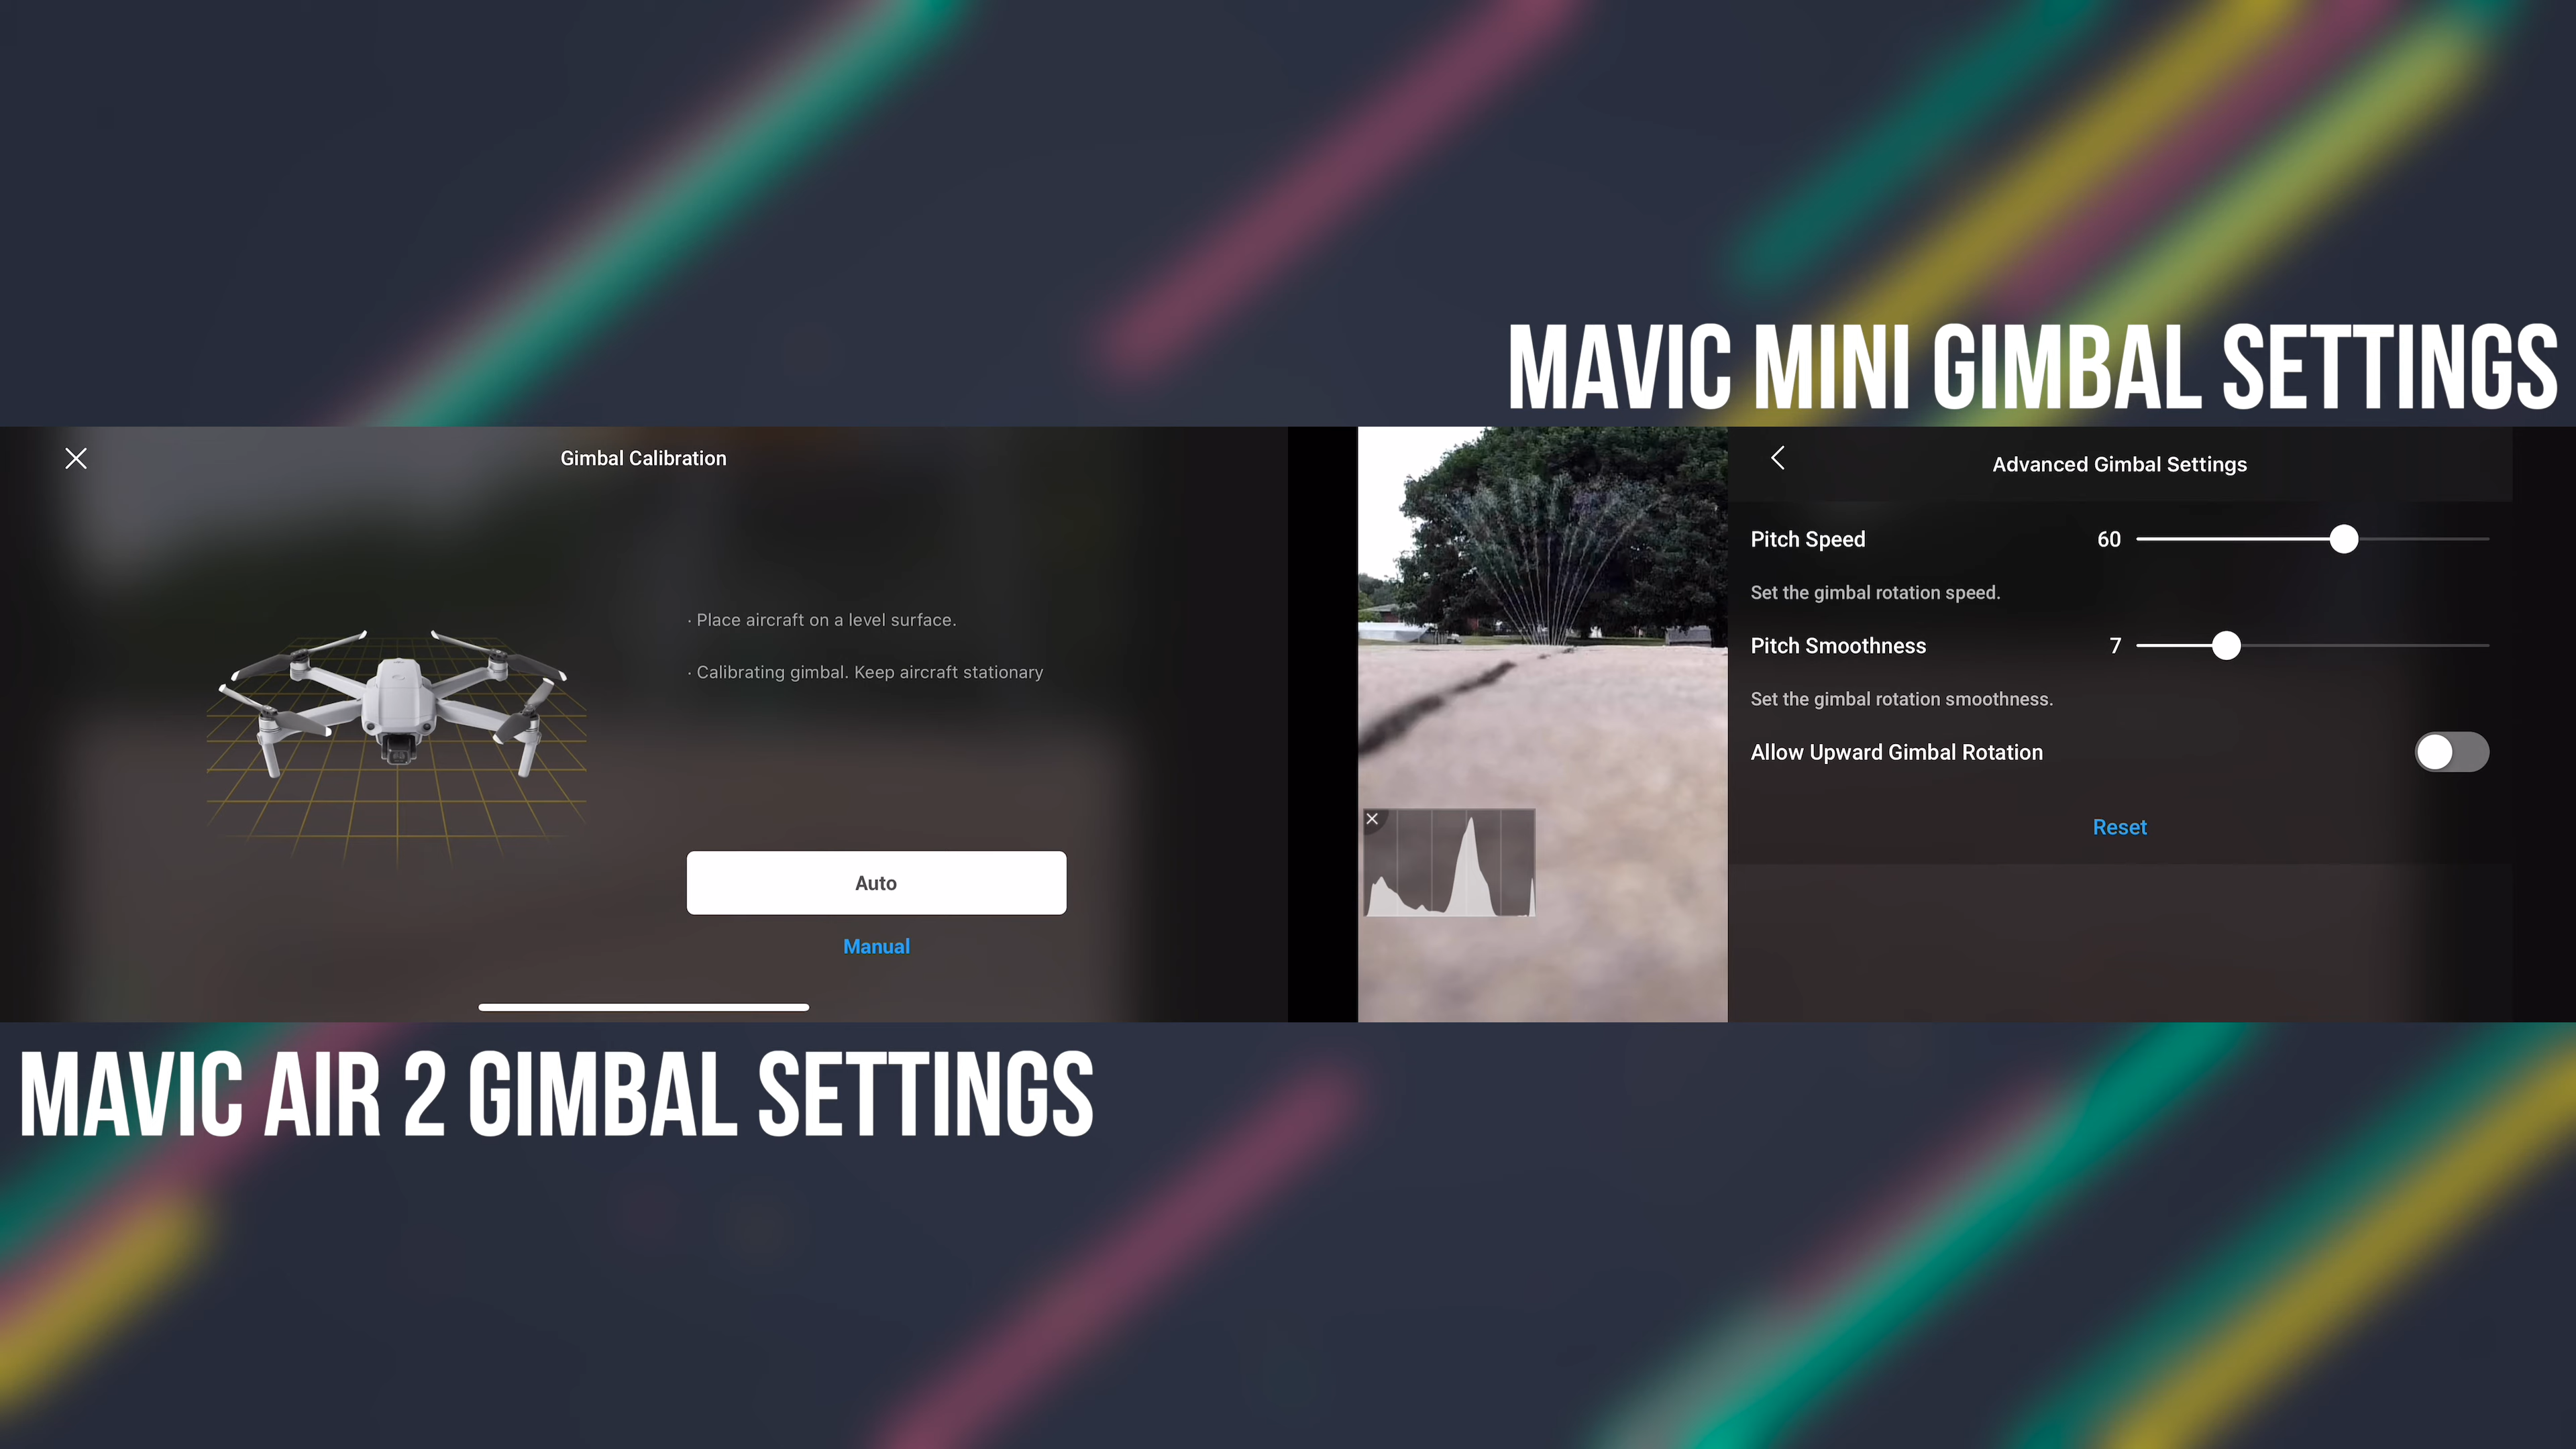 MAVIC MINI GIMBAL SETTINGS
Gimbal Calibration
· Place aircraft on a level surface.
· Calibrating gimbal. Keep aircraft stationary
Auto
Manual
Advanced Gimbal Settings
Pitch Speed 60
Set the gimbal rotation speed.
Pitch Smoothness 7
Set the gimbal rotation smoothness.
Allow Upward Gimbal Rotation
Reset
MAVIC AIR 2 GIMBAL SETTINGS